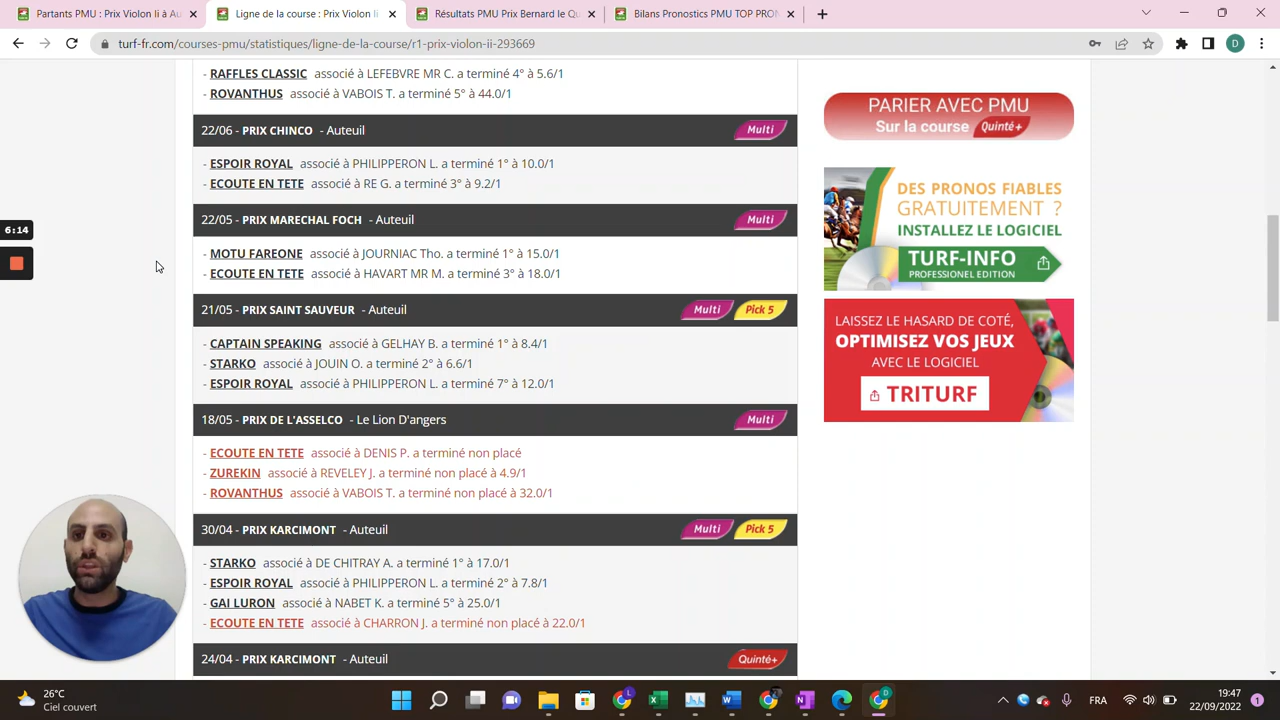 Partants PMU : Prix Violon Ii à Au
Ligne de la course : Prix Violon Ii
Résultats PMU Prix Bernard le Qu
Bilans Pronostics PMU TOP PRON
turf-fr.com/courses-pmu/statistiques/ligne-de-la-course/r1-prix-violon-ii-293669
D
- RAFFLES CLASSIC associé à LEFEBVRE MR C. a terminé 4° à 5.6/1
- ROVANTHUS associé à VABOIS T. a terminé 5° à 44.0/1
22/06 - PRIX CHINCO - Auteuil Multi
- ESPOIR ROYAL associé à PHILIPPERON L. a terminé 1° à 10.0/1
- ECOUTE EN TETE associé à RE G. a terminé 3° à 9.2/1
22/05 - PRIX MARECHAL FOCH - Auteuil Multi
- MOTU FAREONE associé à JOURNIAC Tho. a terminé 1° à 15.0/1
- ECOUTE EN TETE associé à HAVART MR M. a terminé 3° à 18.0/1
21/05 - PRIX SAINT SAUVEUR - Auteuil Multi Pick 5
- CAPTAIN SPEAKING associé à GELHAY B. a terminé 1° à 8.4/1
- STARKO associé à JOUIN O. a terminé 2° à 6.6/1
- ESPOIR ROYAL associé à PHILIPPERON L. a terminé 7° à 12.0/1
18/05 - PRIX DE L'ASSELCO - Le Lion D'angers Multi
- ECOUTE EN TETE associé à DENIS P. a terminé non placé
- ZUREKIN associé à REVELEY J. a terminé non placé à 4.9/1
- ROVANTHUS associé à VABOIS T. a terminé non placé à 32.0/1
30/04 - PRIX KARCIMONT - Auteuil Multi Pick 5
- STARKO associé à DE CHITRAY A. a terminé 1° à 17.0/1
- ESPOIR ROYAL associé à PHILIPPERON L. a terminé 2° à 7.8/1
- GAI LURON associé à NABET K. a terminé 5° à 25.0/1
- ECOUTE EN TETE associé à CHARRON J. a terminé non placé à 22.0/1
24/04 - PRIX KARCIMONT - Auteuil Quinté+
PARIER AVEC PMU
Sur la course Quinté+
DES PRONOS FIABLES
GRATUITEMENT ?
INSTALLEZ LE LOGICIEL
TURF-INFO
PROFESSIONEL EDITION
LAISSEZ LE HASARD DE COTÉ,
OPTIMISEZ VOS JEUX
AVEC LE LOGICIEL
TRITURF
6:14
26°C
Ciel couvert
FRA
19:47
22/09/2022
1